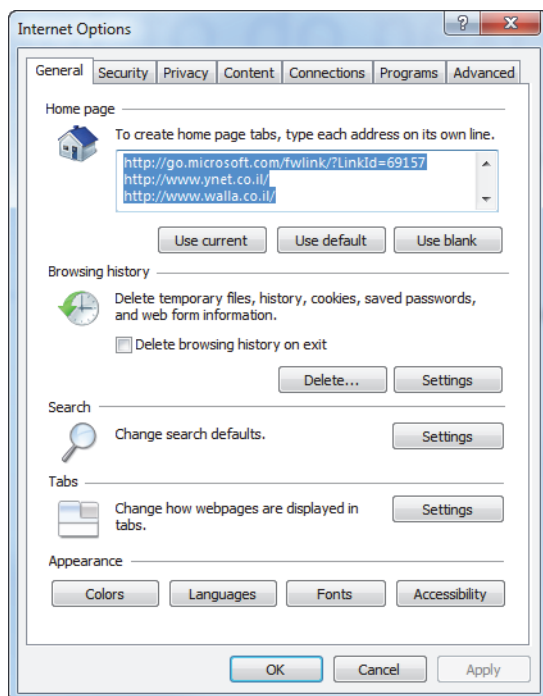 Internet Options
General Security Privacy Content Connections Programs Advanced
Home page
To create home page tabs, type each address on its own line.
http://go.microsoft.com/fwlink/?LinkId=69157
http://www.ynet.co.il/
http://www.walla.co.il/
Use current Use default Use blank
Browsing history
Delete temporary files, history, cookies, saved passwords,
and web form information.
Delete browsing history on exit
Delete... Settings
Search
Change search defaults. Settings
Tabs
Change how webpages are displayed in
tabs.
Settings
Appearance
Colors Languages Fonts Accessibility
OK Cancel Apply